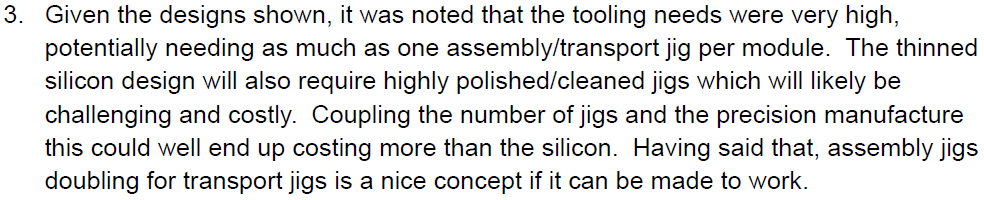 3. Given the designs shown, it was noted that the tooling needs were very high,
potentially needing as much as one assembly/transport jig per module. The thinned
silicon design will also require highly polished/cleaned jigs which will likely be
challenging and costly. Coupling the number of jigs and the precision manufacture
this could well end up costing more than the silicon. Having said that, assembly jigs
doubling for transport jigs is a nice concept if it can be made to work.